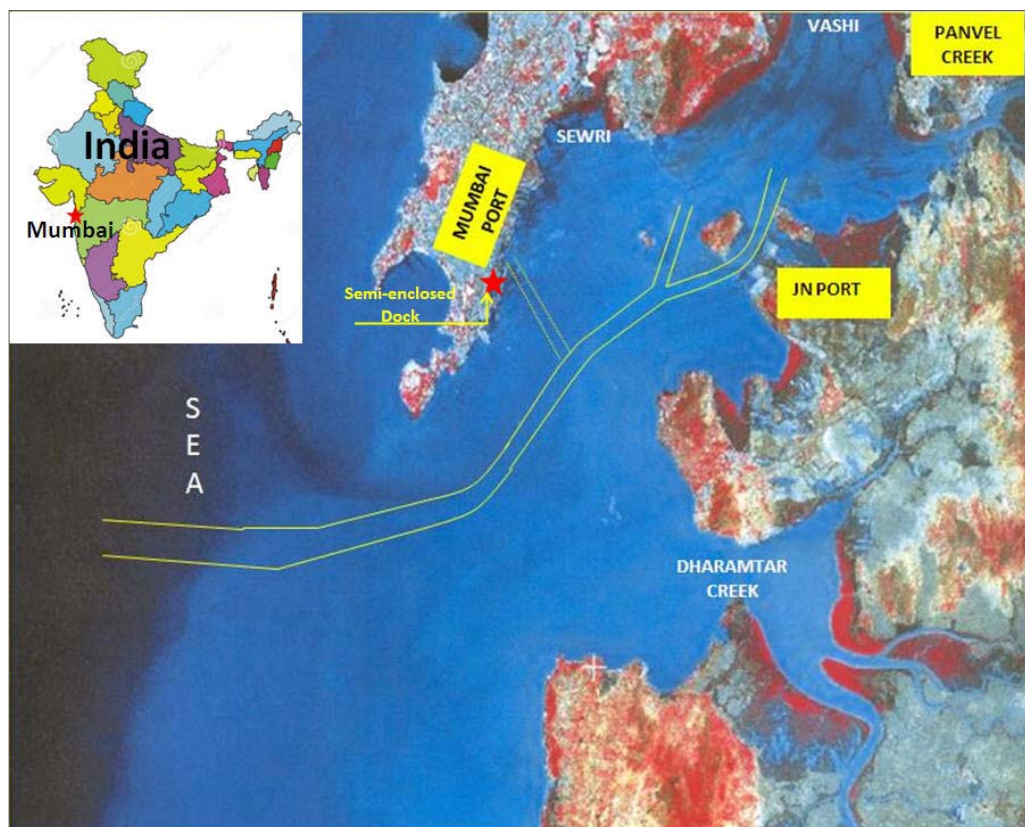 India
Mumbai
VASHI
PANVEL
CREEK
SEWRI
MUMBAI
PORT
Semi-enclosed
Dock
JN PORT
S
E
A
DHARAMTAR
CREEK